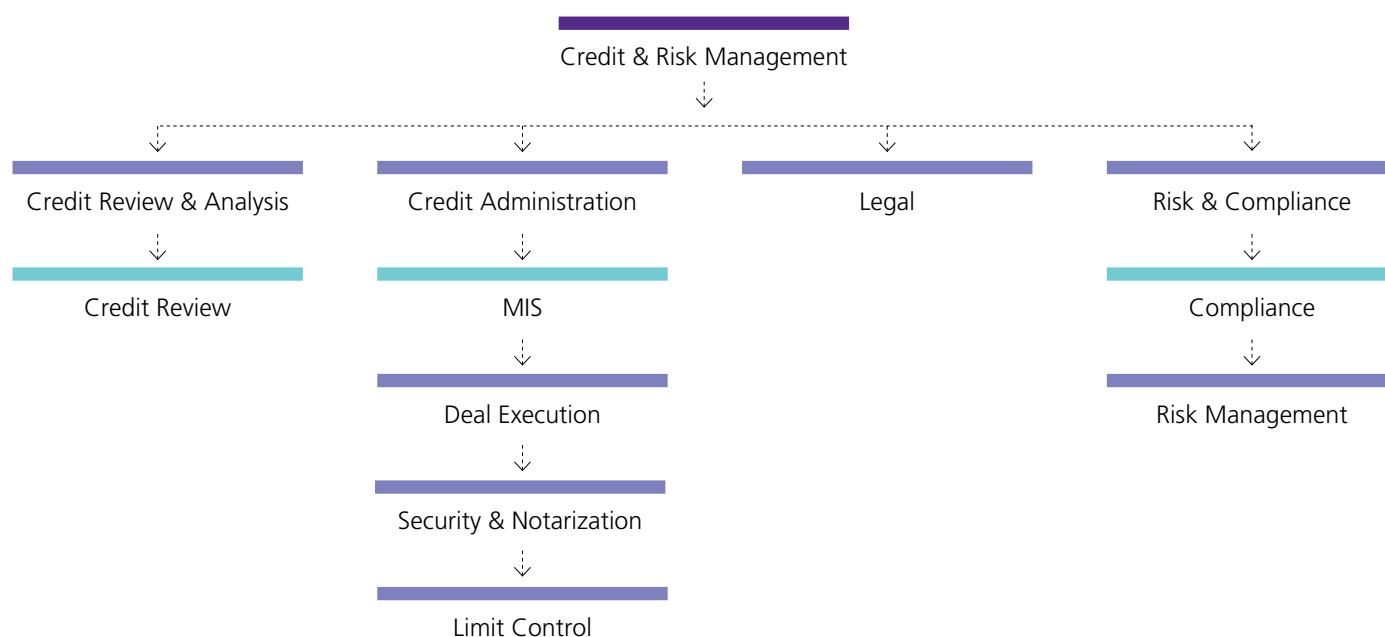 Credit & Risk Management
Credit Review & Analysis
Credit Administration
Legal
Risk & Compliance
Credit Review
MIS
Compliance
Deal Execution
Risk Management
Security & Notarization
Limit Control